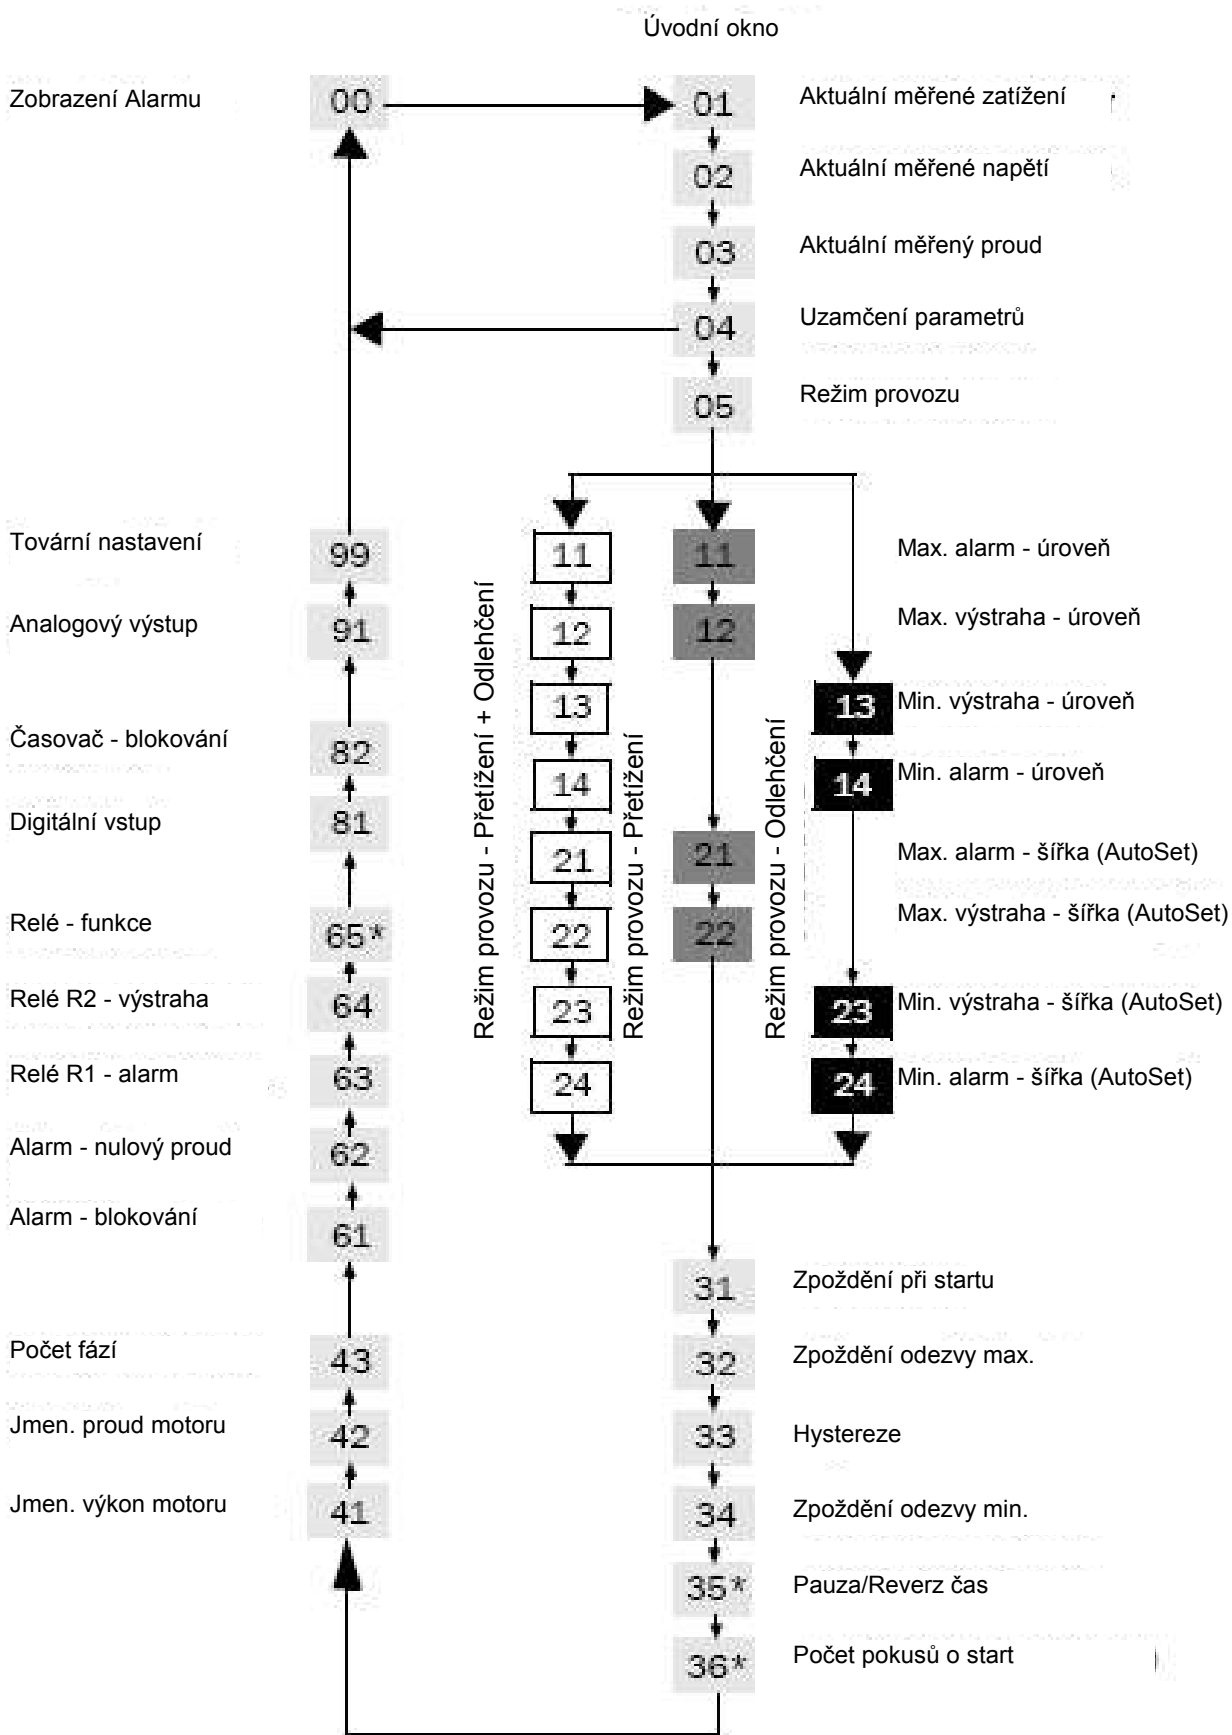 Úvodní okno
Zobrazení Alarmu
00
01
Aktuální měřené zatížení
02
Aktuální měřené napětí
03
Aktuální měřený proud
04
Uzamčení parametrů
05
Režim provozu
Tovární nastavení
99
Analogový výstup
91
Časovač - blokování
82
Digitální vstup
81
Relé - funkce
65*
Relé R2 - výstraha
64
Relé R1 - alarm
63
Alarm - nulový proud
62
Alarm - blokování
61
Počet fází
43
Jmen. proud motoru
42
Jmen. výkon motoru
41
Režim provozu - Přetížení + Odlehčení
11
12
13
14
21
22
23
24
Režim provozu - Přetížení
11
12
21
22
Režim provozu - Odlehčení
13
14
23
24
Max. alarm - úroveň
Max. výstraha - úroveň
Min. výstraha - úroveň
Min. alarm - úroveň
Max. alarm - šířka (AutoSet)
Max. výstraha - šířka (AutoSet)
Min. výstraha - šířka (AutoSet)
Min. alarm - šířka (AutoSet)
31
Zpoždění při startu
32
Zpoždění odezvy max.
33
Hystereze
34
Zpoždění odezvy min.
35*
Pauza/Reverz čas
36*
Počet pokusů o start